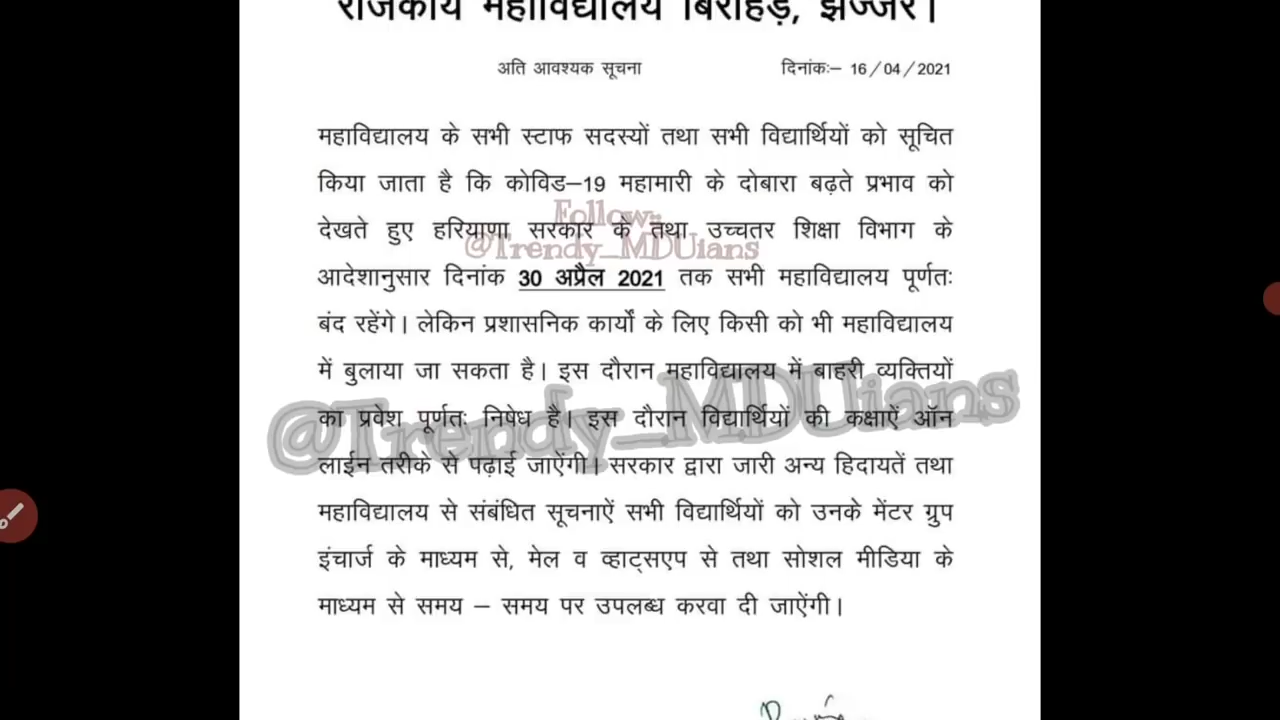 राजकीय महाविद्यालय बिरोहड़, झज्जर।
अति आवश्यक सूचना दिनांकः– 16/04/2021
महाविद्यालय के सभी स्टाफ सदस्यों तथा सभी विद्यार्थियों को सूचित
किया जाता है कि कोविड–19 महामारी के दोबारा बढ़ते प्रभाव को
Follow:-
देखते हुए हरियाणा सरकार के तथा उच्चतर शिक्षा विभाग के
@Trendy_MDUians
आदेशानुसार दिनांक 30 अप्रैल 2021 तक सभी महाविद्यालय पूर्णतः
बंद रहेंगे। लेकिन प्रशासनिक कार्यों के लिए किसी को भी महाविद्यालय
में बुलाया जा सकता है। इस दौरान महाविद्यालय में बाहरी व्यक्तियों
का प्रवेश पूर्णतः निषेध है। इस दौरान विद्यार्थियों की कक्षाऐं ऑन
@Trendy_MDUians
लाईन तरीके से पढ़ाई जाऐंगी। सरकार द्वारा जारी अन्य हिदायतें तथा
महाविद्यालय से संबंधित सूचनाऐं सभी विद्यार्थियों को उनके मेंटर ग्रुप
इंचार्ज के माध्यम से, मेल व व्हाट्सएप से तथा सोशल मीडिया के
माध्यम से समय – समय पर उपलब्ध करवा दी जाऐंगी।